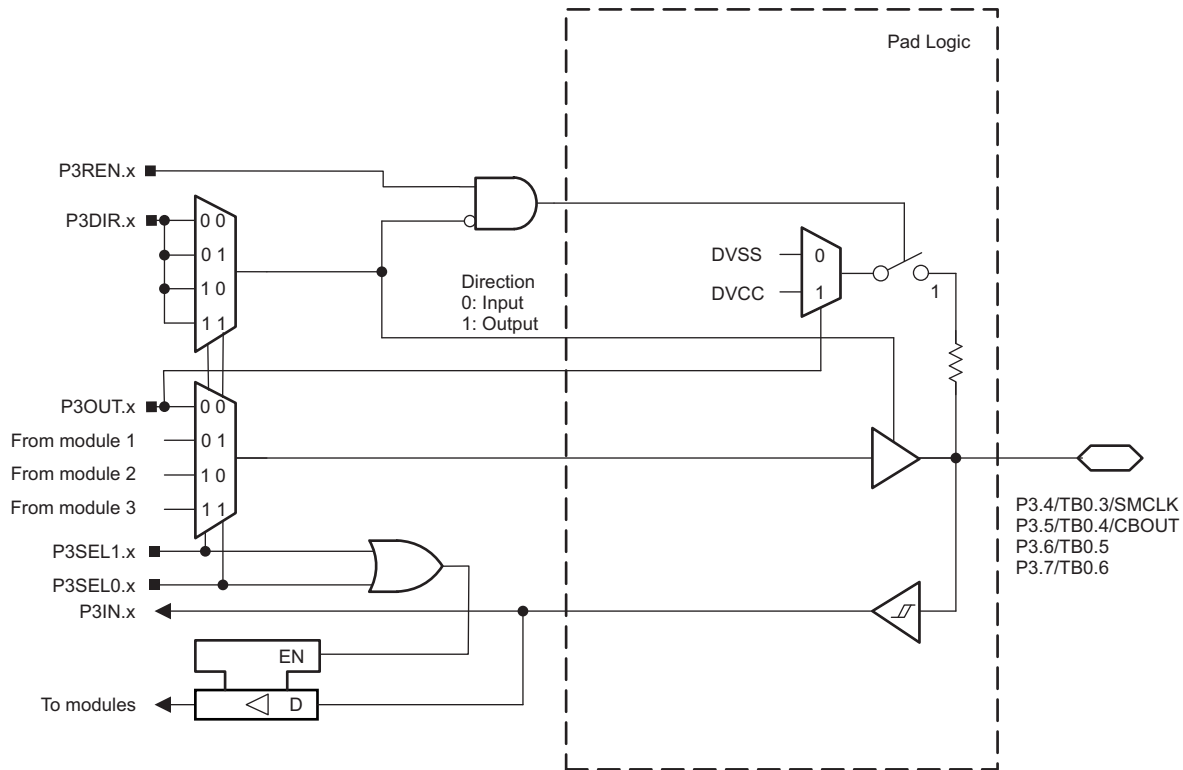 Pad Logic
P3REN.x
P3DIR.x
0 0
0 1
1 0
1 1
Direction
0: Input
1: Output
DVSS
DVCC
0
1
1
P3OUT.x
From module 1
From module 2
From module 3
0 0
0 1
1 0
1 1
P3SEL1.x
P3SEL0.x
P3IN.x
EN
D
To modules
P3.4/TB0.3/SMCLK
P3.5/TB0.4/CBOUT
P3.6/TB0.5
P3.7/TB0.6